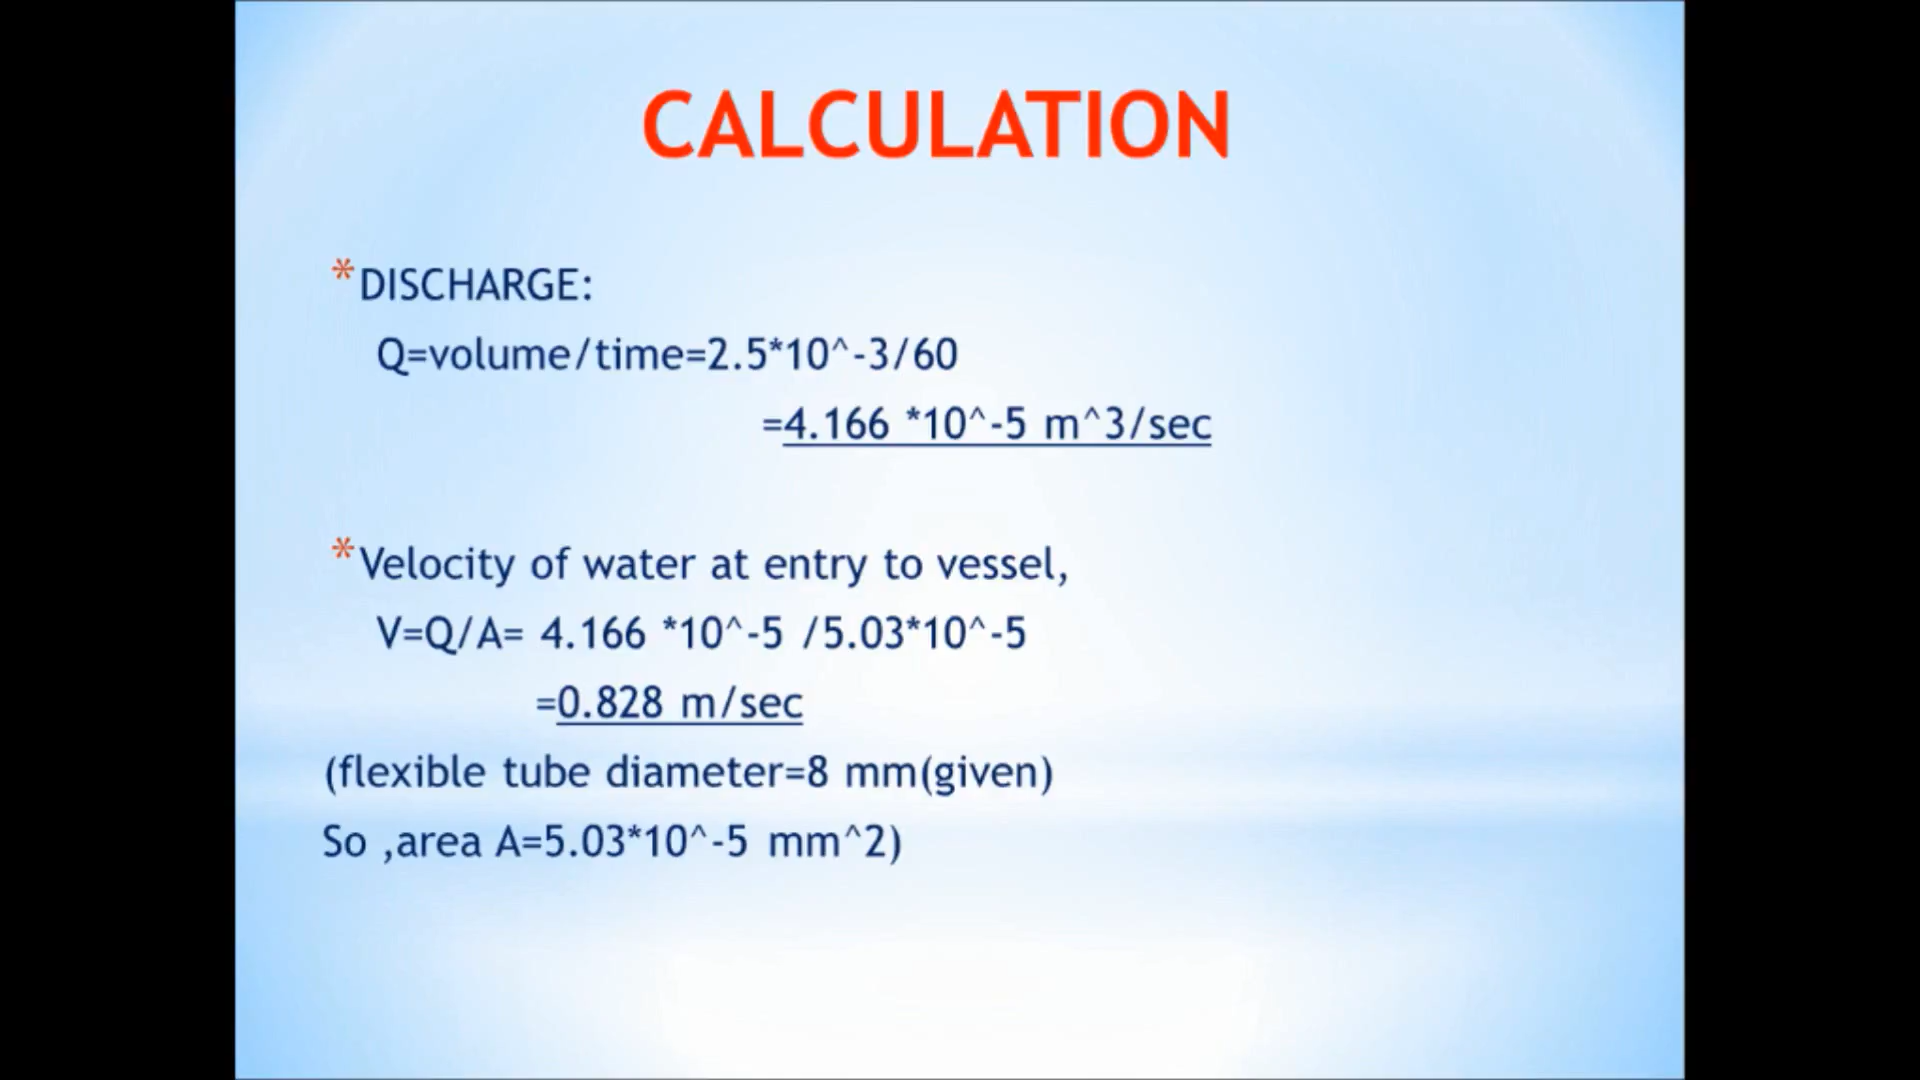 CALCULATION
*DISCHARGE:
Q=volume/time=2.5*10^-3/60
=4.166 *10^-5 m^3/sec
*Velocity of water at entry to vessel,
V=Q/A= 4.166 *10^-5 /5.03*10^-5
=0.828 m/sec
(flexible tube diameter=8 mm(given)
So ,area A=5.03*10^-5 mm^2)